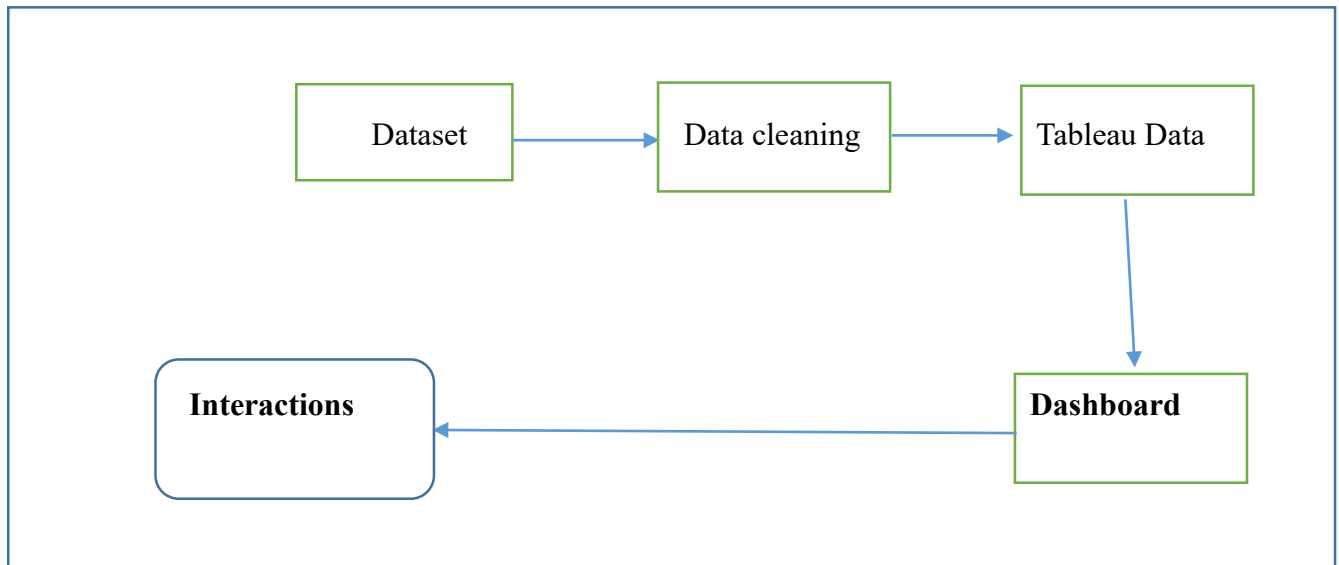 Dataset
Data cleaning
Tableau Data
Interactions
Dashboard